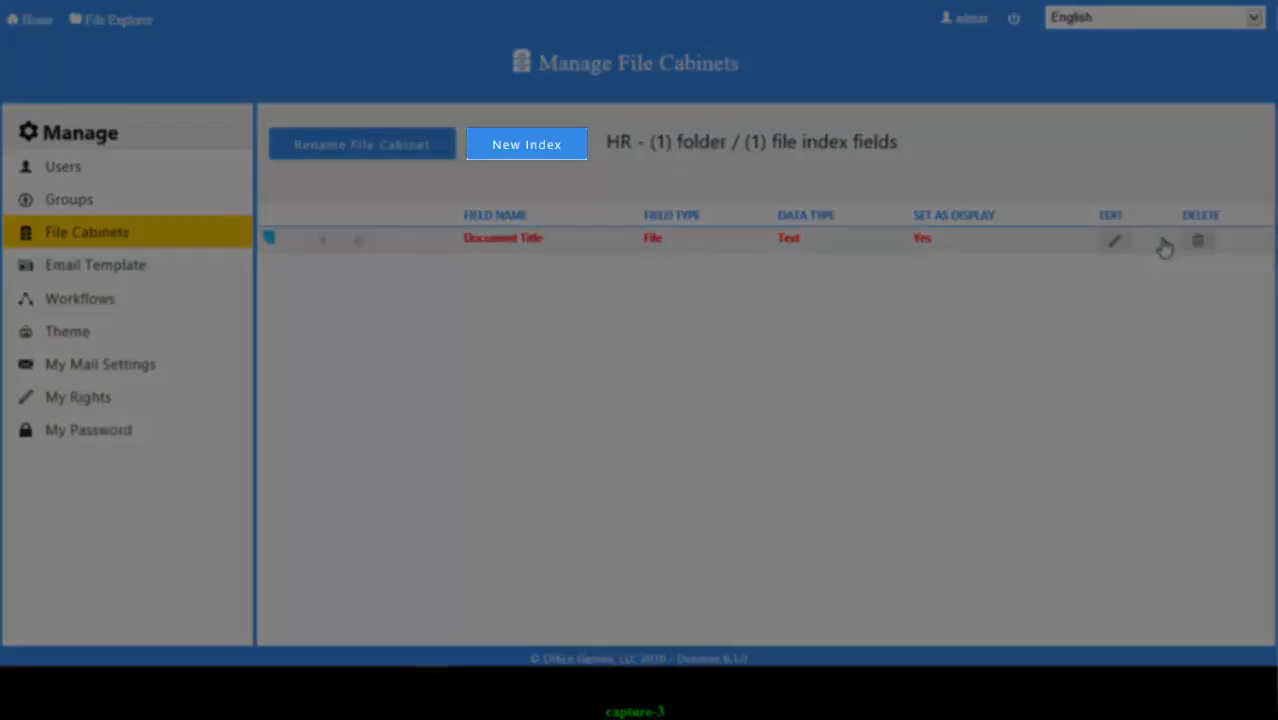 Home File Explorer admin English
Manage File Cabinets
Manage
Users
Groups
File Cabinets
Email Template
Workflows
Theme
My Mail Settings
My Rights
My Password
Rename File Cabinet New Index HR - (1) folder / (1) file index fields
FIELD NAME FIELD TYPE DATA TYPE SET AS DISPLAY EDIT DELETE
Document Title File Text Yes
capture-3